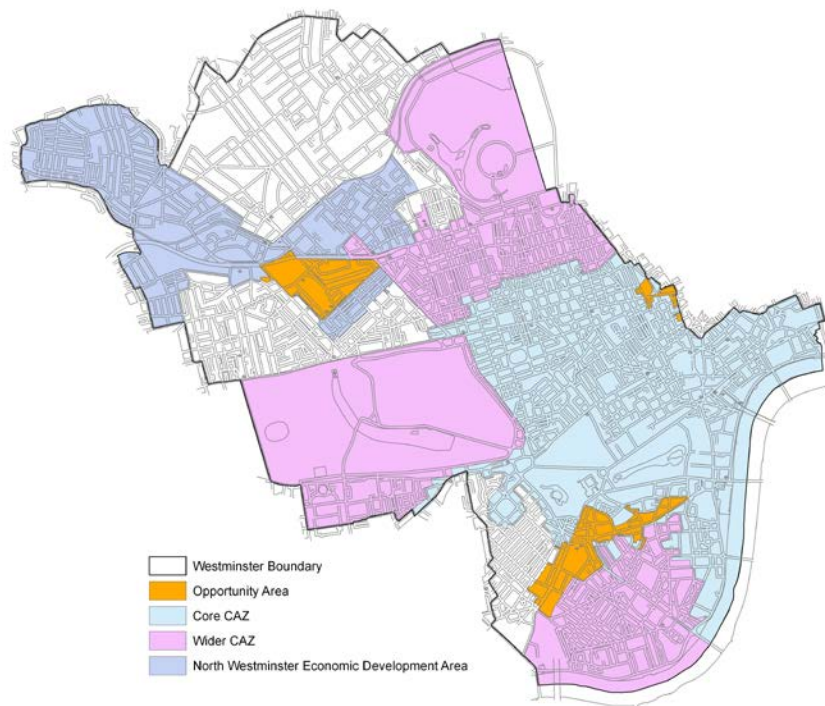 Westminster Boundary
Opportunity Area
Core CAZ
Wider CAZ
North Westminster Economic Development Area